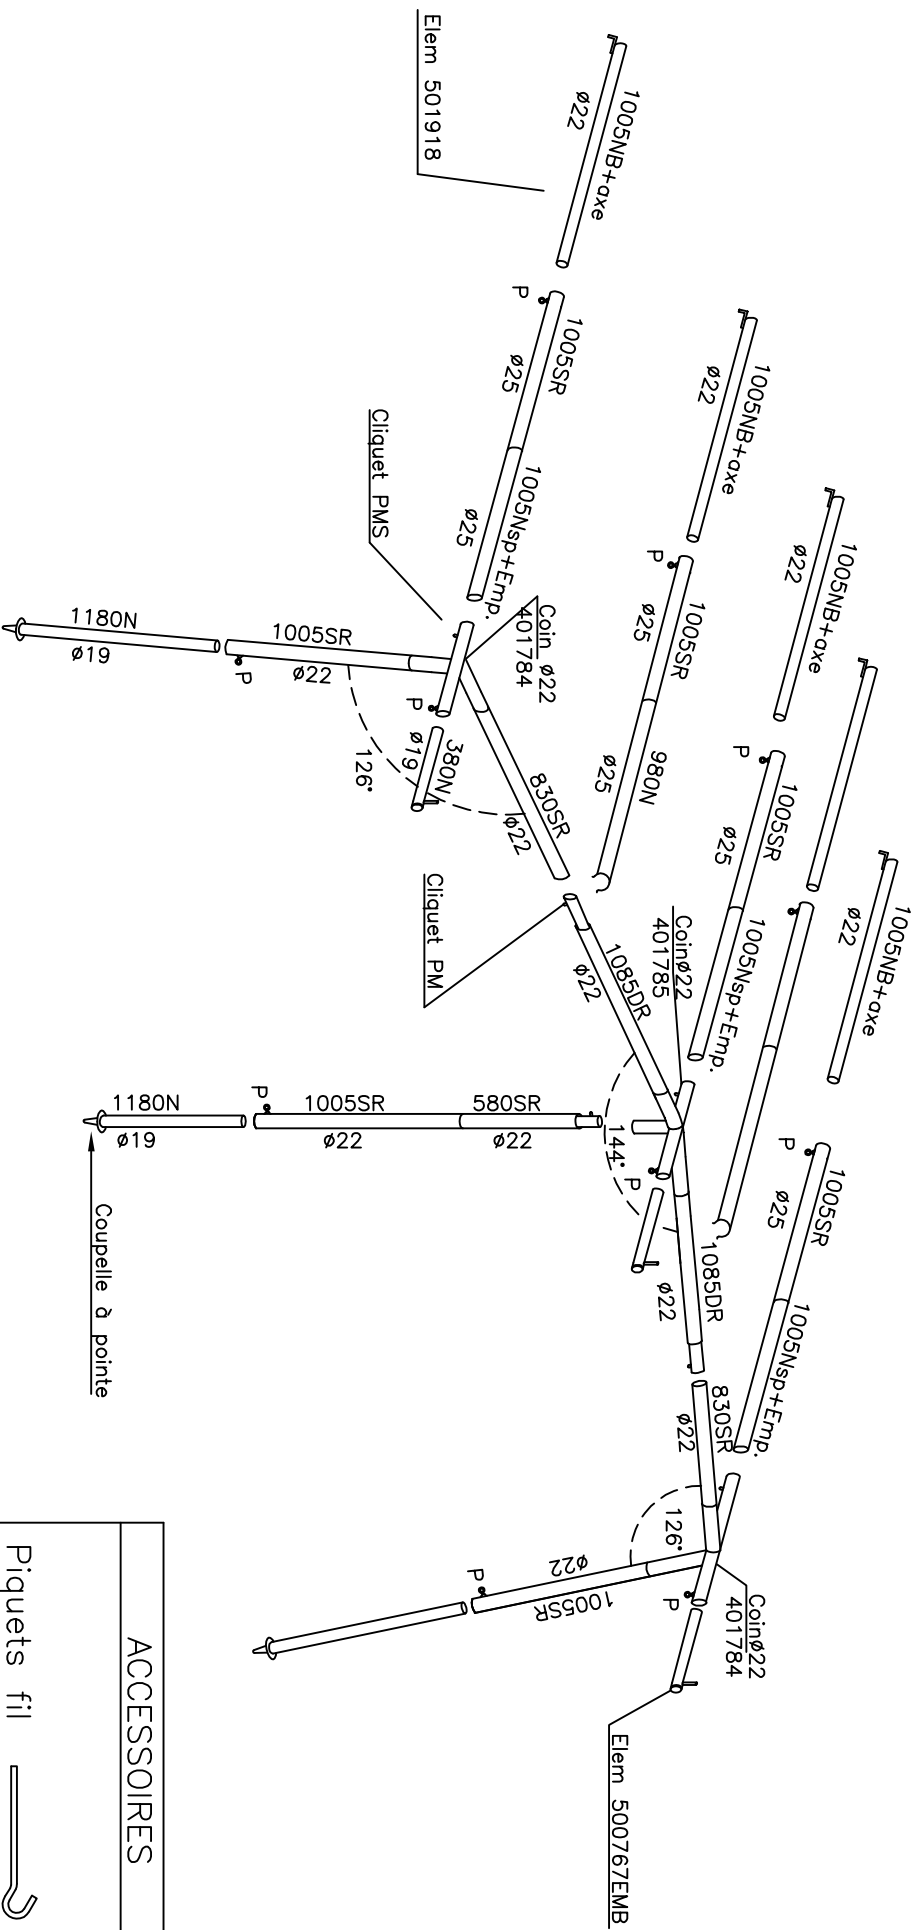 Elem 501918
1005NB+axe
ø22
P
1005SR
ø25
1005Nsp+Emp.
ø25
1005NB+axe
ø22
P
1005SR
ø25
980N
ø25
1005NB+axe
ø22
P
1005SR
ø25
1005Nsp+Emp.
1005NB+axe
ø22
P
1005SR
ø25
1005Nsp+Emp.
Cliquet PMS
Coin ø22
401784
1180N
ø19
1005SR
ø22
P
P
380N
ø19
126°
830SR
ø22
Cliquet PM
1085DR
ø22
Coinø22
401785
1180N
ø19
P
1005SR
ø22
580SR
ø22
144°
P
Coupelle à pointe
1085DR
ø22
830SR
ø22
126°
P
ø22
1005SR
P
Coinø22
401784
Elem 500767EMB
ACCESSOIRES
Piquets fil